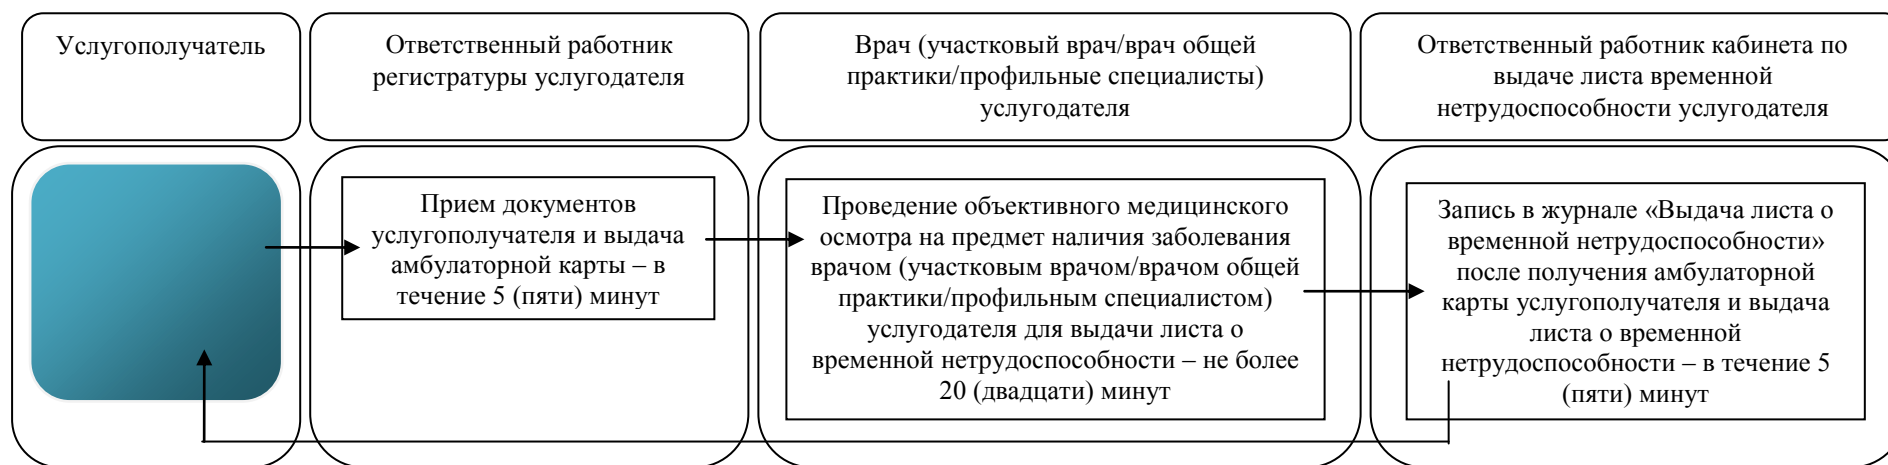 Услугополучатель
Ответственный работник
регистратуры услугодателя
Врач (участковый врач/врач общей
практики/профильные специалисты)
услугодателя
Ответственный работник кабинета по
выдаче листа временной
нетрудоспособности услугодателя
Прием документов
услугополучателя и выдача
амбулаторной карты – в
течение 5 (пяти) минут
Проведение объективного медицинского
осмотра на предмет наличия заболевания
врачом (участковым врачом/врачом общей
практики/профильным специалистом)
услугодателя для выдачи листа о
временной нетрудоспособности – не более
20 (двадцати) минут
Запись в журнале «Выдача листа о
временной нетрудоспособности»
после получения амбулаторной
карты услугополучателя и выдача
листа о временной
нетрудоспособности – в течение 5
(пяти) минут